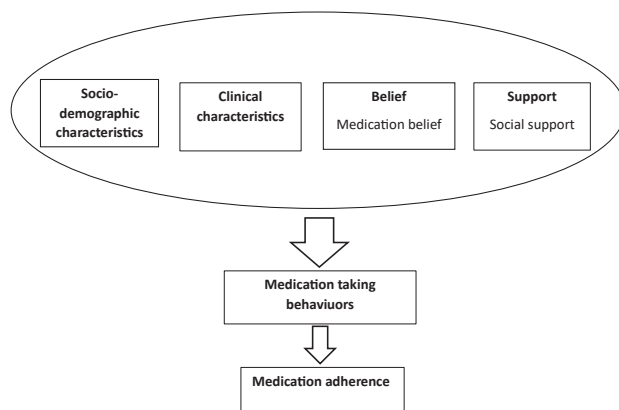 Socio-
demographic
characteristics
Clinical
characteristics
Belief
Medication belief
Support
Social support
Medication taking
behaviuors
Medication adherence